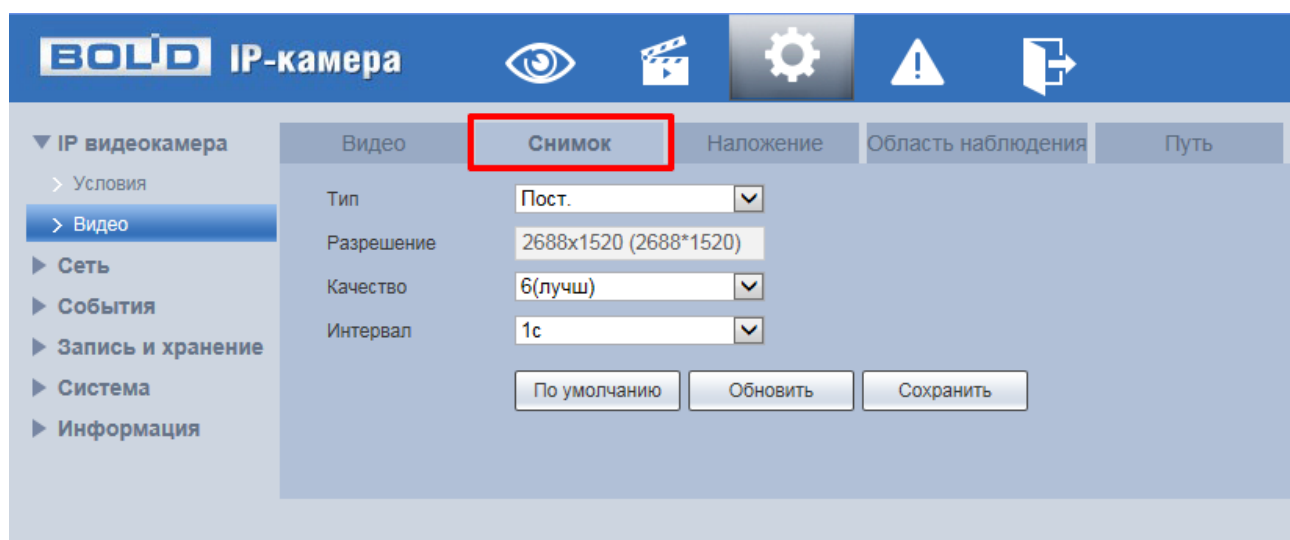 BOLID IP-камера
IP видеокамера
Условия
Видео
Сеть
События
Запись и хранение
Система
Информация
Видео Снимок Наложение Область наблюдения Путь
Тип Пост.
Разрешение 2688x1520 (2688*1520)
Качество 6(лучш)
Интервал 1с
По умолчанию Обновить Сохранить